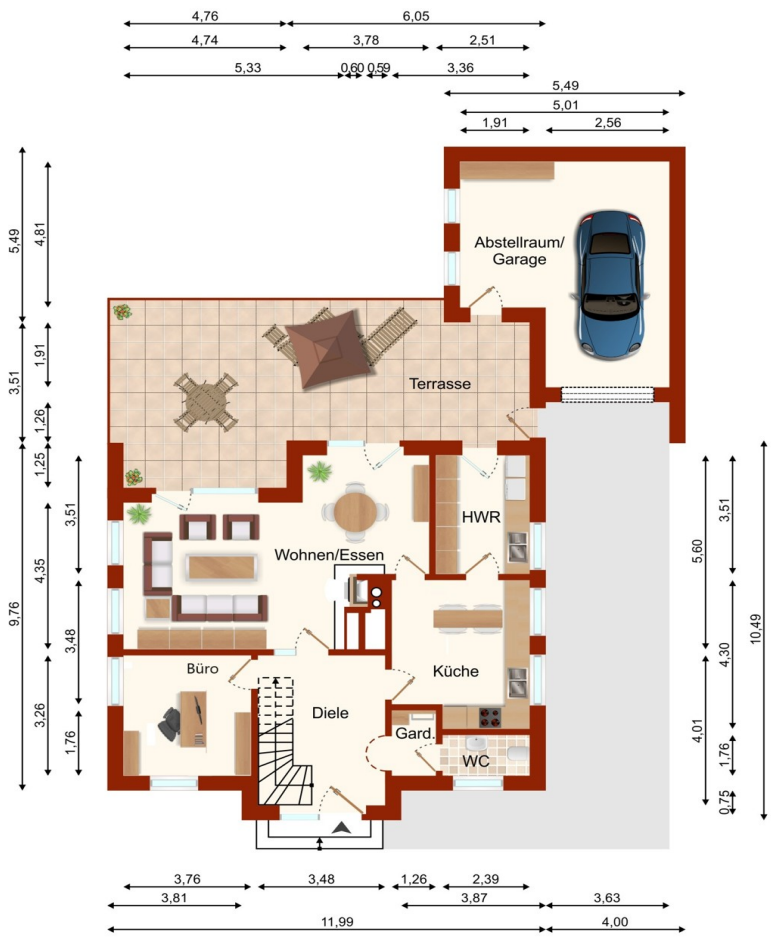 4,76 6,05
4,74 3,78 2,51
5,33 0,60 0,59 3,36
5,49
5,01
1,91 2,56
5,49
4,81
3,51
1,91
1,26
1,25
9,76
4,35
3,51
3,48
3,26
1,76
Abstellraum/
Garage
Terrasse
HWR
Wohnen/Essen
Büro
Küche
Diele
Gard.
WC
3,51
5,60
10,49
4,30
4,01
1,76
0,75
3,76 3,48 1,26 2,39
3,81 3,87 3,63
11,99 4,00